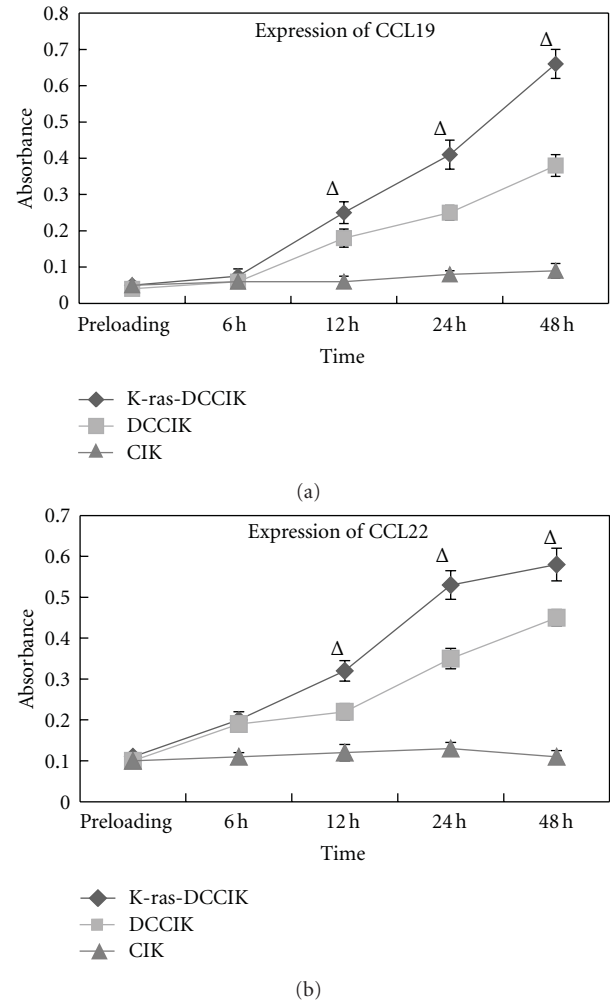 Expression of CCL19
0.8
0.7
0.6
0.5
0.4
0.3
0.2
0.1
0
Absorbance
Δ
Δ
Δ
Preloading 6 h 12 h 24 h 48 h
Time
K-ras-DCCIK
DCCIK
CIK
(a)
Expression of CCL22
0.7
0.6
0.5
0.4
0.3
0.2
0.1
0
Absorbance
Δ
Δ
Δ
Preloading 6 h 12 h 24 h 48 h
Time
K-ras-DCCIK
DCCIK
CIK
(b)